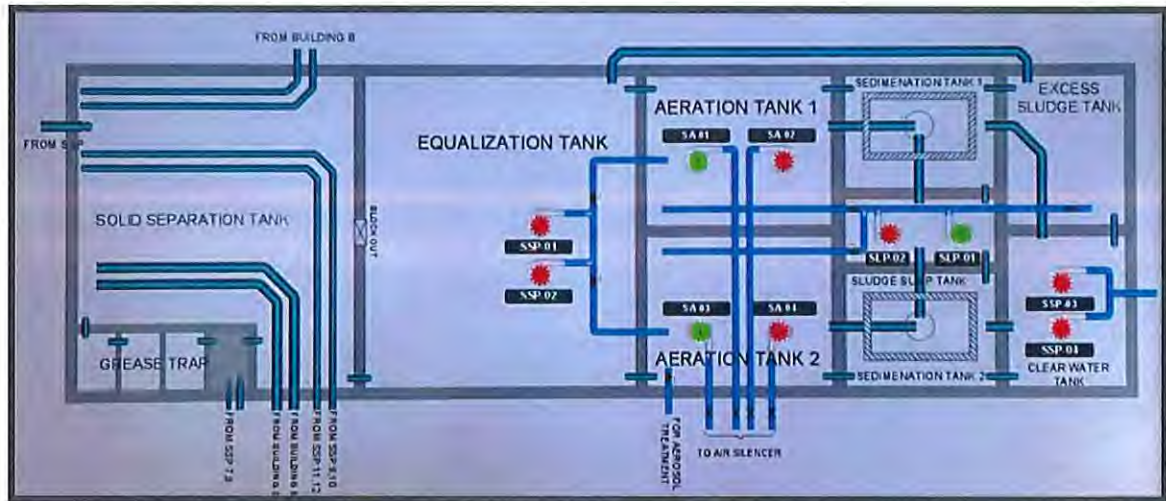 FROM BUILDING B
SEDIMENATION TANK 1
EXCESS
SLUDGE TANK
AERATION TANK 1
SA 01
SA 02
FROM SSP
EQUALIZATION TANK
SOLID SEPARATION TANK
BLOCK OUT
SSP 01
SSP 02
SLP 02
SLP 01
SLUDGE SUMP TANK
SSP 03
SSP 04
SA 03
SA 04
GREASE TRAP
AERATION TANK 2
SEDIMENATION TANK 2
CLEAR WATER
TANK
FROM SSP 7,8
FROM BUILDING
FROM BUILDING
FROM SSP 11, 12
FROM SSP 9,10
FOR AEROSOL
TREATMENT
TO AIR SILENCER